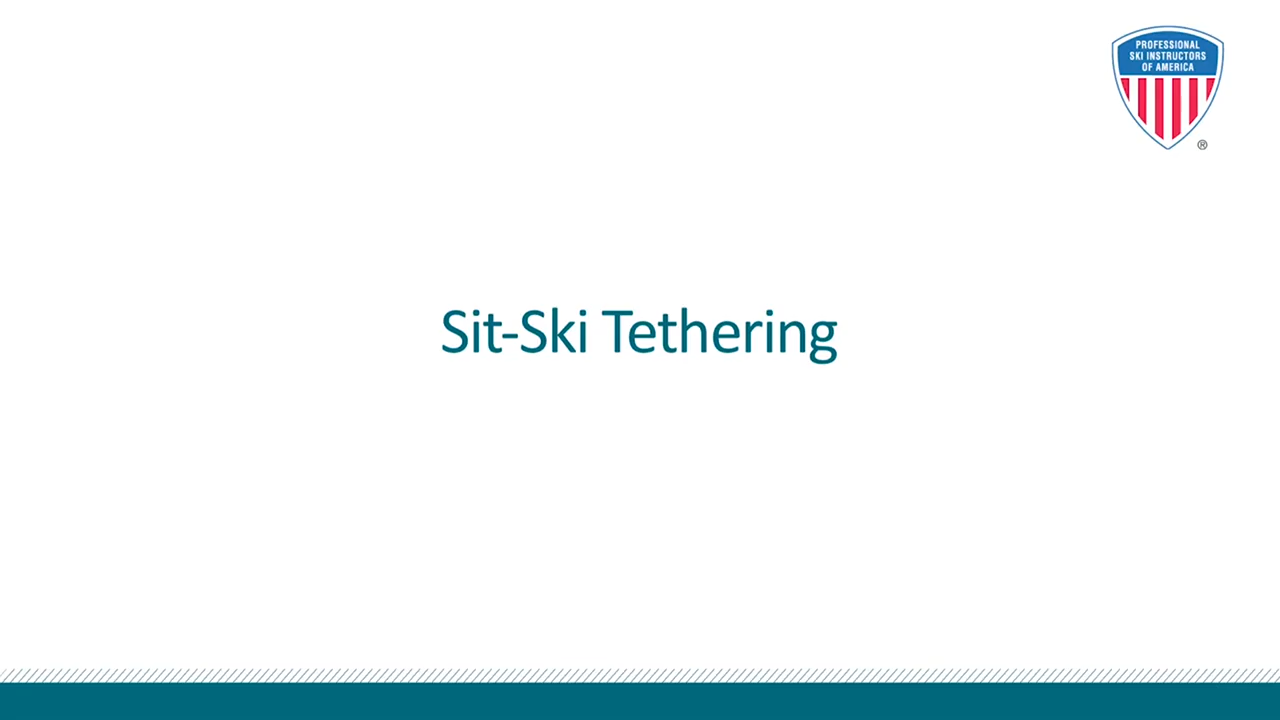 PROFESSIONAL
SKI INSTRUCTORS
OF AMERICA
®
Sit-Ski Tethering